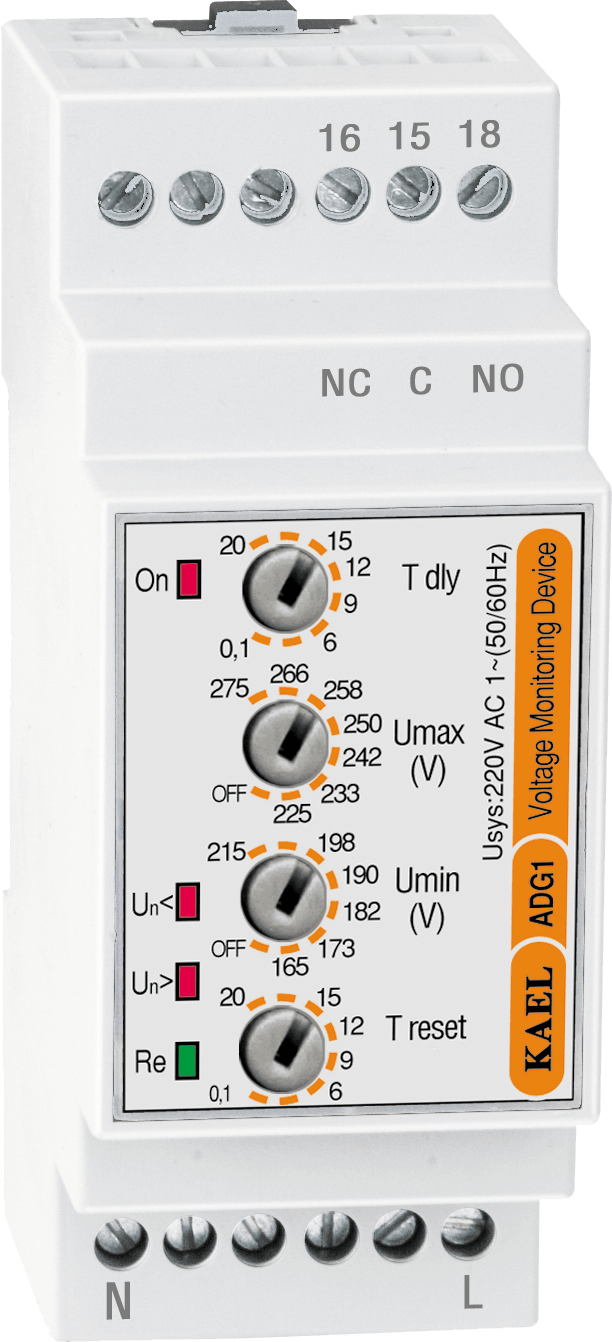 16 15 18
NC C NO
On
20 15
12
9
0,1 6
T dly
275 266 258
250
242
OFF 225 233
Umax
(V)
215 198
190
182
OFF 165 173
Umin
(V)
Un<
Un>
Re
20 15
12
9
0,1 6
T reset
Usys:220V AC 1~(50/60Hz)
KAEL ADG1 Voltage Monitoring Device
N L